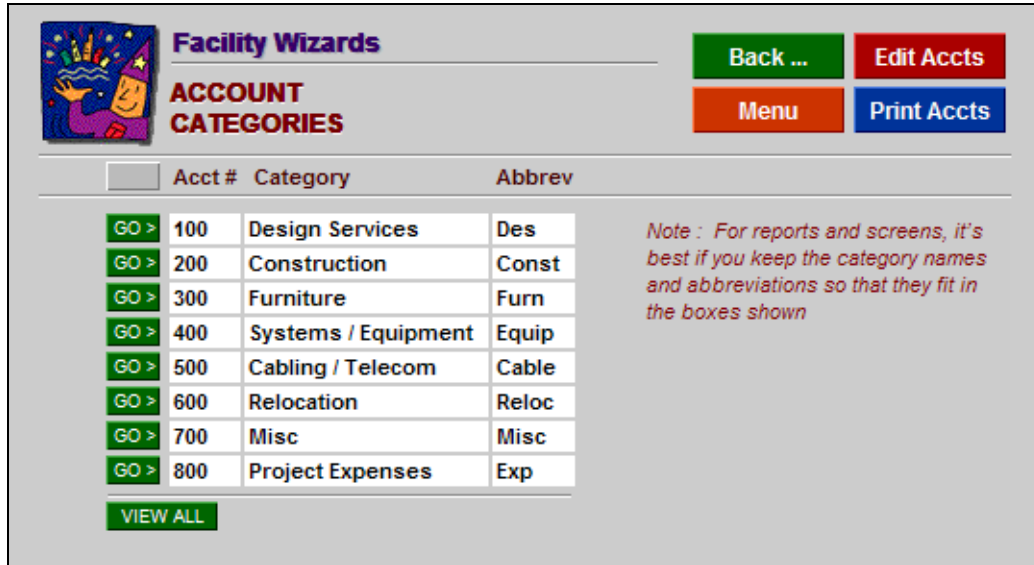 Facility Wizards
ACCOUNT
CATEGORIES
Back ...
Edit Accts
Menu
Print Accts
Acct # Category Abbrev
GO > 100 Design Services Des
GO > 200 Construction Const
GO > 300 Furniture Furn
GO > 400 Systems / Equipment Equip
GO > 500 Cabling / Telecom Cable
GO > 600 Relocation Reloc
GO > 700 Misc Misc
GO > 800 Project Expenses Exp
VIEW ALL
Note : For reports and screens, it's
best if you keep the category names
and abbreviations so that they fit in
the boxes shown